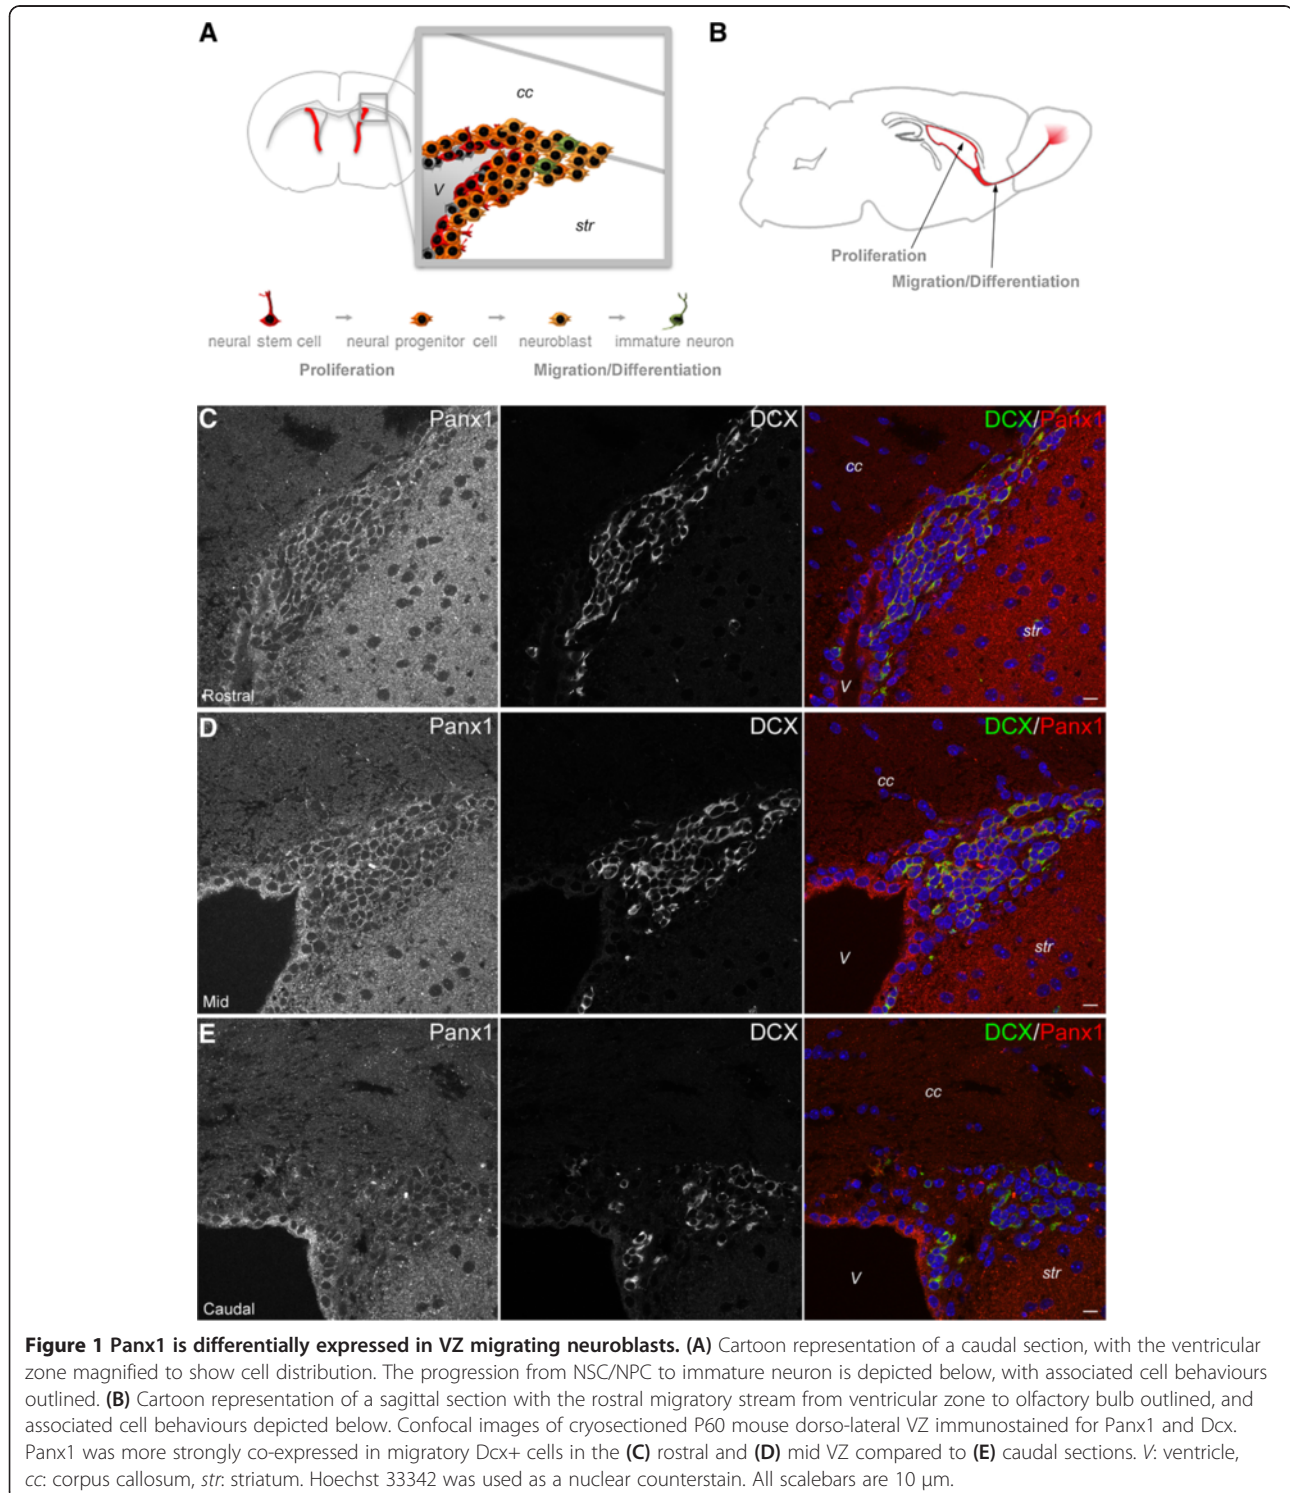 A
B
cc
V
str
Proliferation
Migration/Differentiation
neural stem cell → neural progenitor cell → neuroblast → immature neuron
Proliferation Migration/Differentiation
C Panx1 DCX DCX/Panx1
cc
str
V
Rostral
D Panx1 DCX DCX/Panx1
cc
str
V
Mid
E Panx1 DCX DCX/Panx1
cc
str
V
Caudal
Figure 1 Panx1 is differentially expressed in VZ migrating neuroblasts. (A) Cartoon representation of a caudal section, with the ventricular
zone magnified to show cell distribution. The progression from NSC/NPC to immature neuron is depicted below, with associated cell behaviours
outlined. (B) Cartoon representation of a sagittal section with the rostral migratory stream from ventricular zone to olfactory bulb outlined, and
associated cell behaviours depicted below. Confocal images of cryosectioned P60 mouse dorso-lateral VZ immunostained for Panx1 and Dcx.
Panx1 was more strongly co-expressed in migratory Dcx+ cells in the (C) rostral and (D) mid VZ compared to (E) caudal sections. V: ventricle,
cc: corpus callosum, str: striatum. Hoechst 33342 was used as a nuclear counterstain. All scalebars are 10 μm.